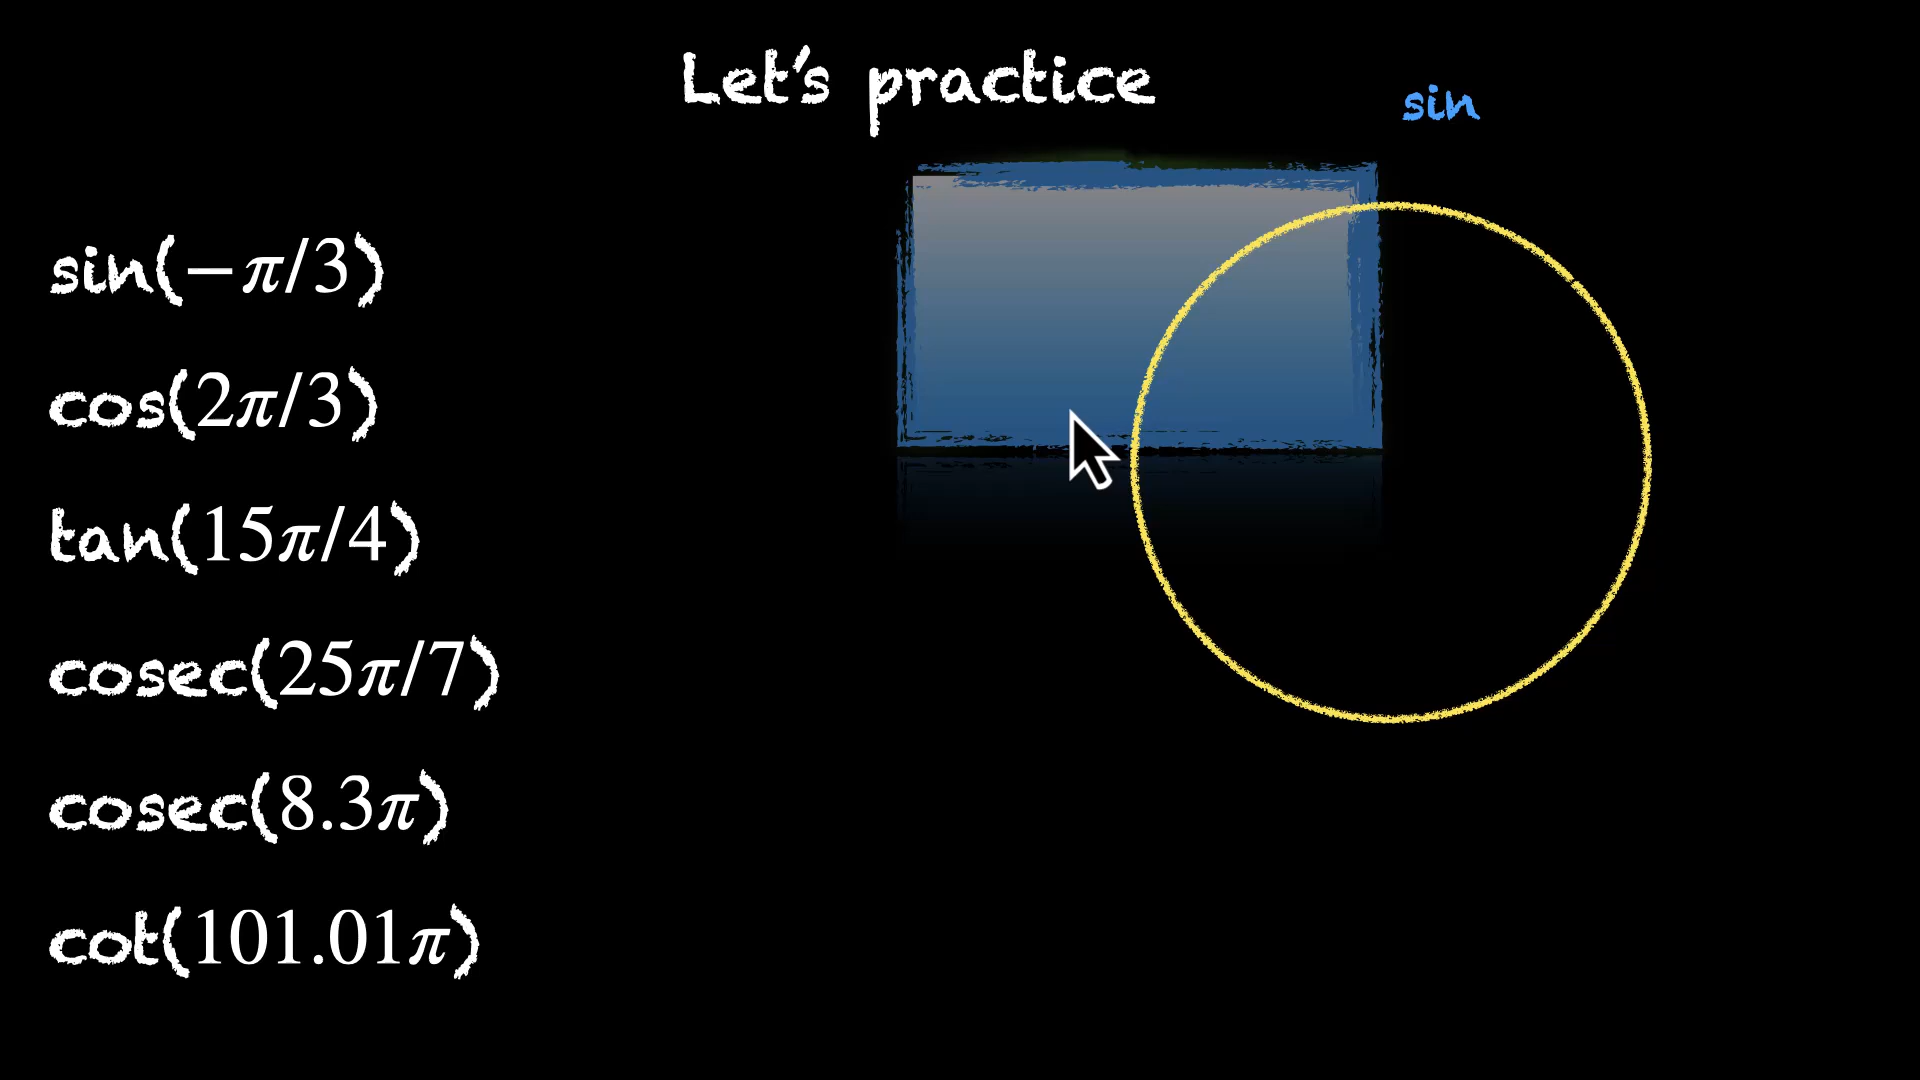 Let's practice
sin
sin(−π/3)
cos(2π/3)
tan(15π/4)
cosec(25π/7)
cosec(8.3π)
cot(101.01π)